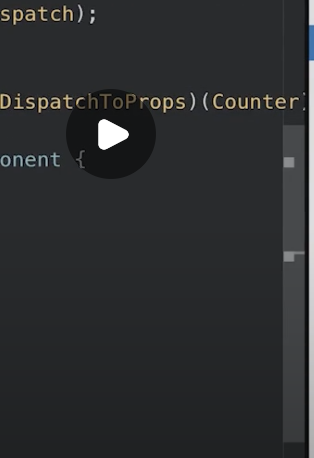 spatch);
DispatchToProps)(Counter)
onent {